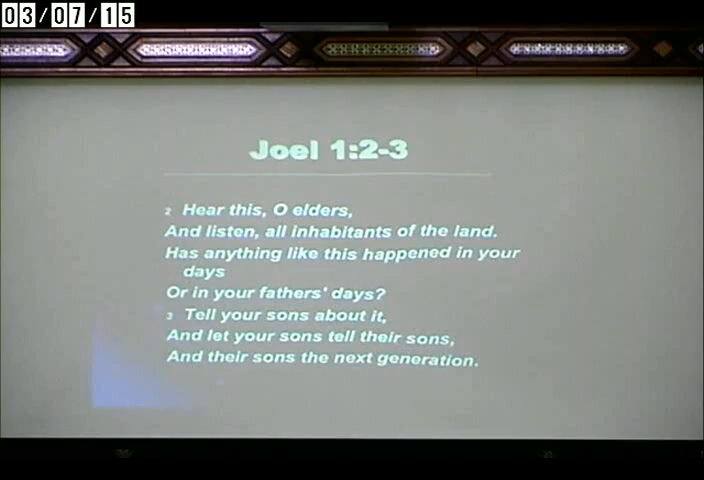 03/07/15
Joel 1:2-3
2 Hear this, O elders,
And listen, all inhabitants of the land.
Has anything like this happened in your
days
Or in your fathers' days?
3 Tell your sons about it,
And let your sons tell their sons,
And their sons the next generation.